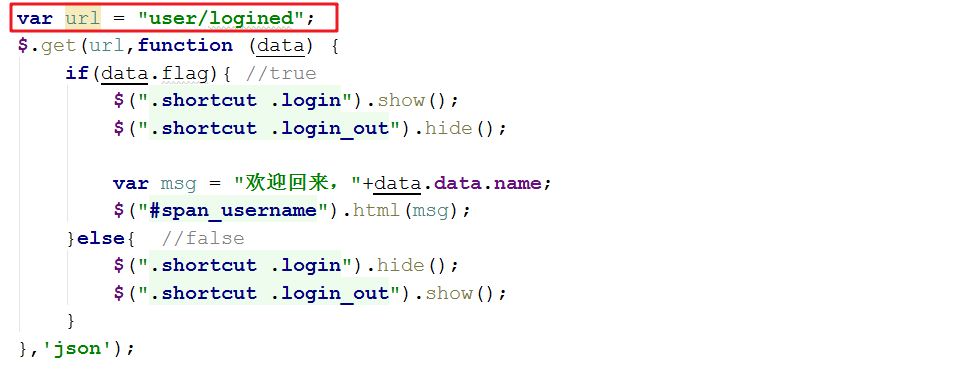 var url = "user/logined";
$.get(url,function (data) {
    if(data.flag){ //true
        $(".shortcut .login").show();
        $(".shortcut .login_out").hide();

        var msg = "欢迎回来，"+data.data.name;
        $("#span_username").html(msg);
    }else{  //false
        $(".shortcut .login").hide();
        $(".shortcut .login_out").show();
    }
},'json');